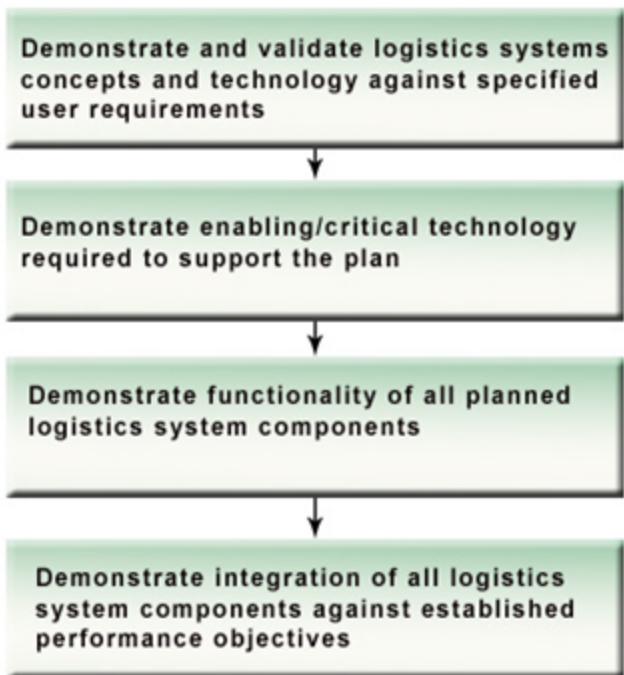 Demonstrate and validate logistics systems
concepts and technology against specified
user requirements
Demonstrate enabling/critical technology
required to support the plan
Demonstrate functionality of all planned
logistics system components
Demonstrate integration of all logistics
system components against established
performance objectives